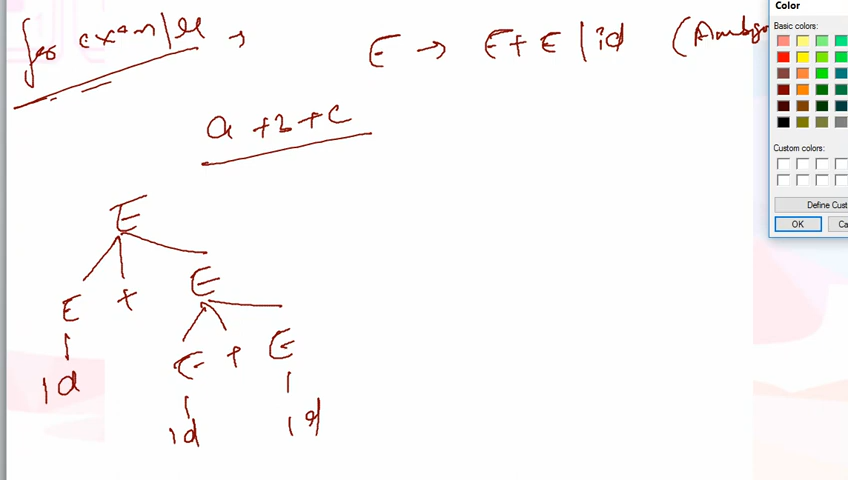 for example → E → E + E | id (Ambig
a + b + c
E
E + E
id E + E
id id
Color
Basic colors:
Custom colors:
Define Cust
OK Ca